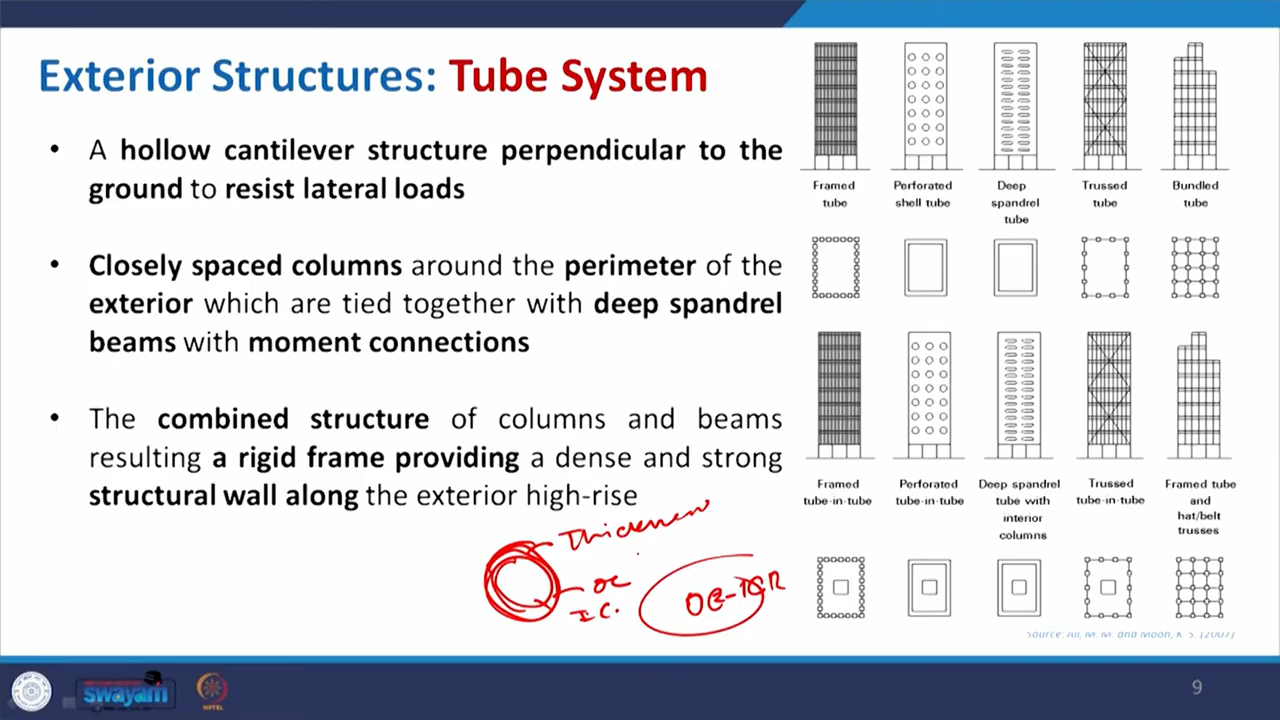 Exterior Structures: Tube System
• A hollow cantilever structure perpendicular to the
ground to resist lateral loads
• Closely spaced columns around the perimeter of the
exterior which are tied together with deep spandrel
beams with moment connections
• The combined structure of columns and beams
resulting a rigid frame providing a dense and strong
structural wall along the exterior high-rise
OC
I.C.
Framed
tube
Perforated
shell tube
Deep
spandrel
tube
Trussed
tube
Bundled
tube
Framed
tube-in-tube
Perforated
tube-in-tube
Deep spandrel
tube with
interior
columns
Trussed
tube-in-tube
Framed tube
and
hat/belt
trusses
Source: Ali, M. M. and Moon, K. S. (2007)
swayam
NPTEL
9